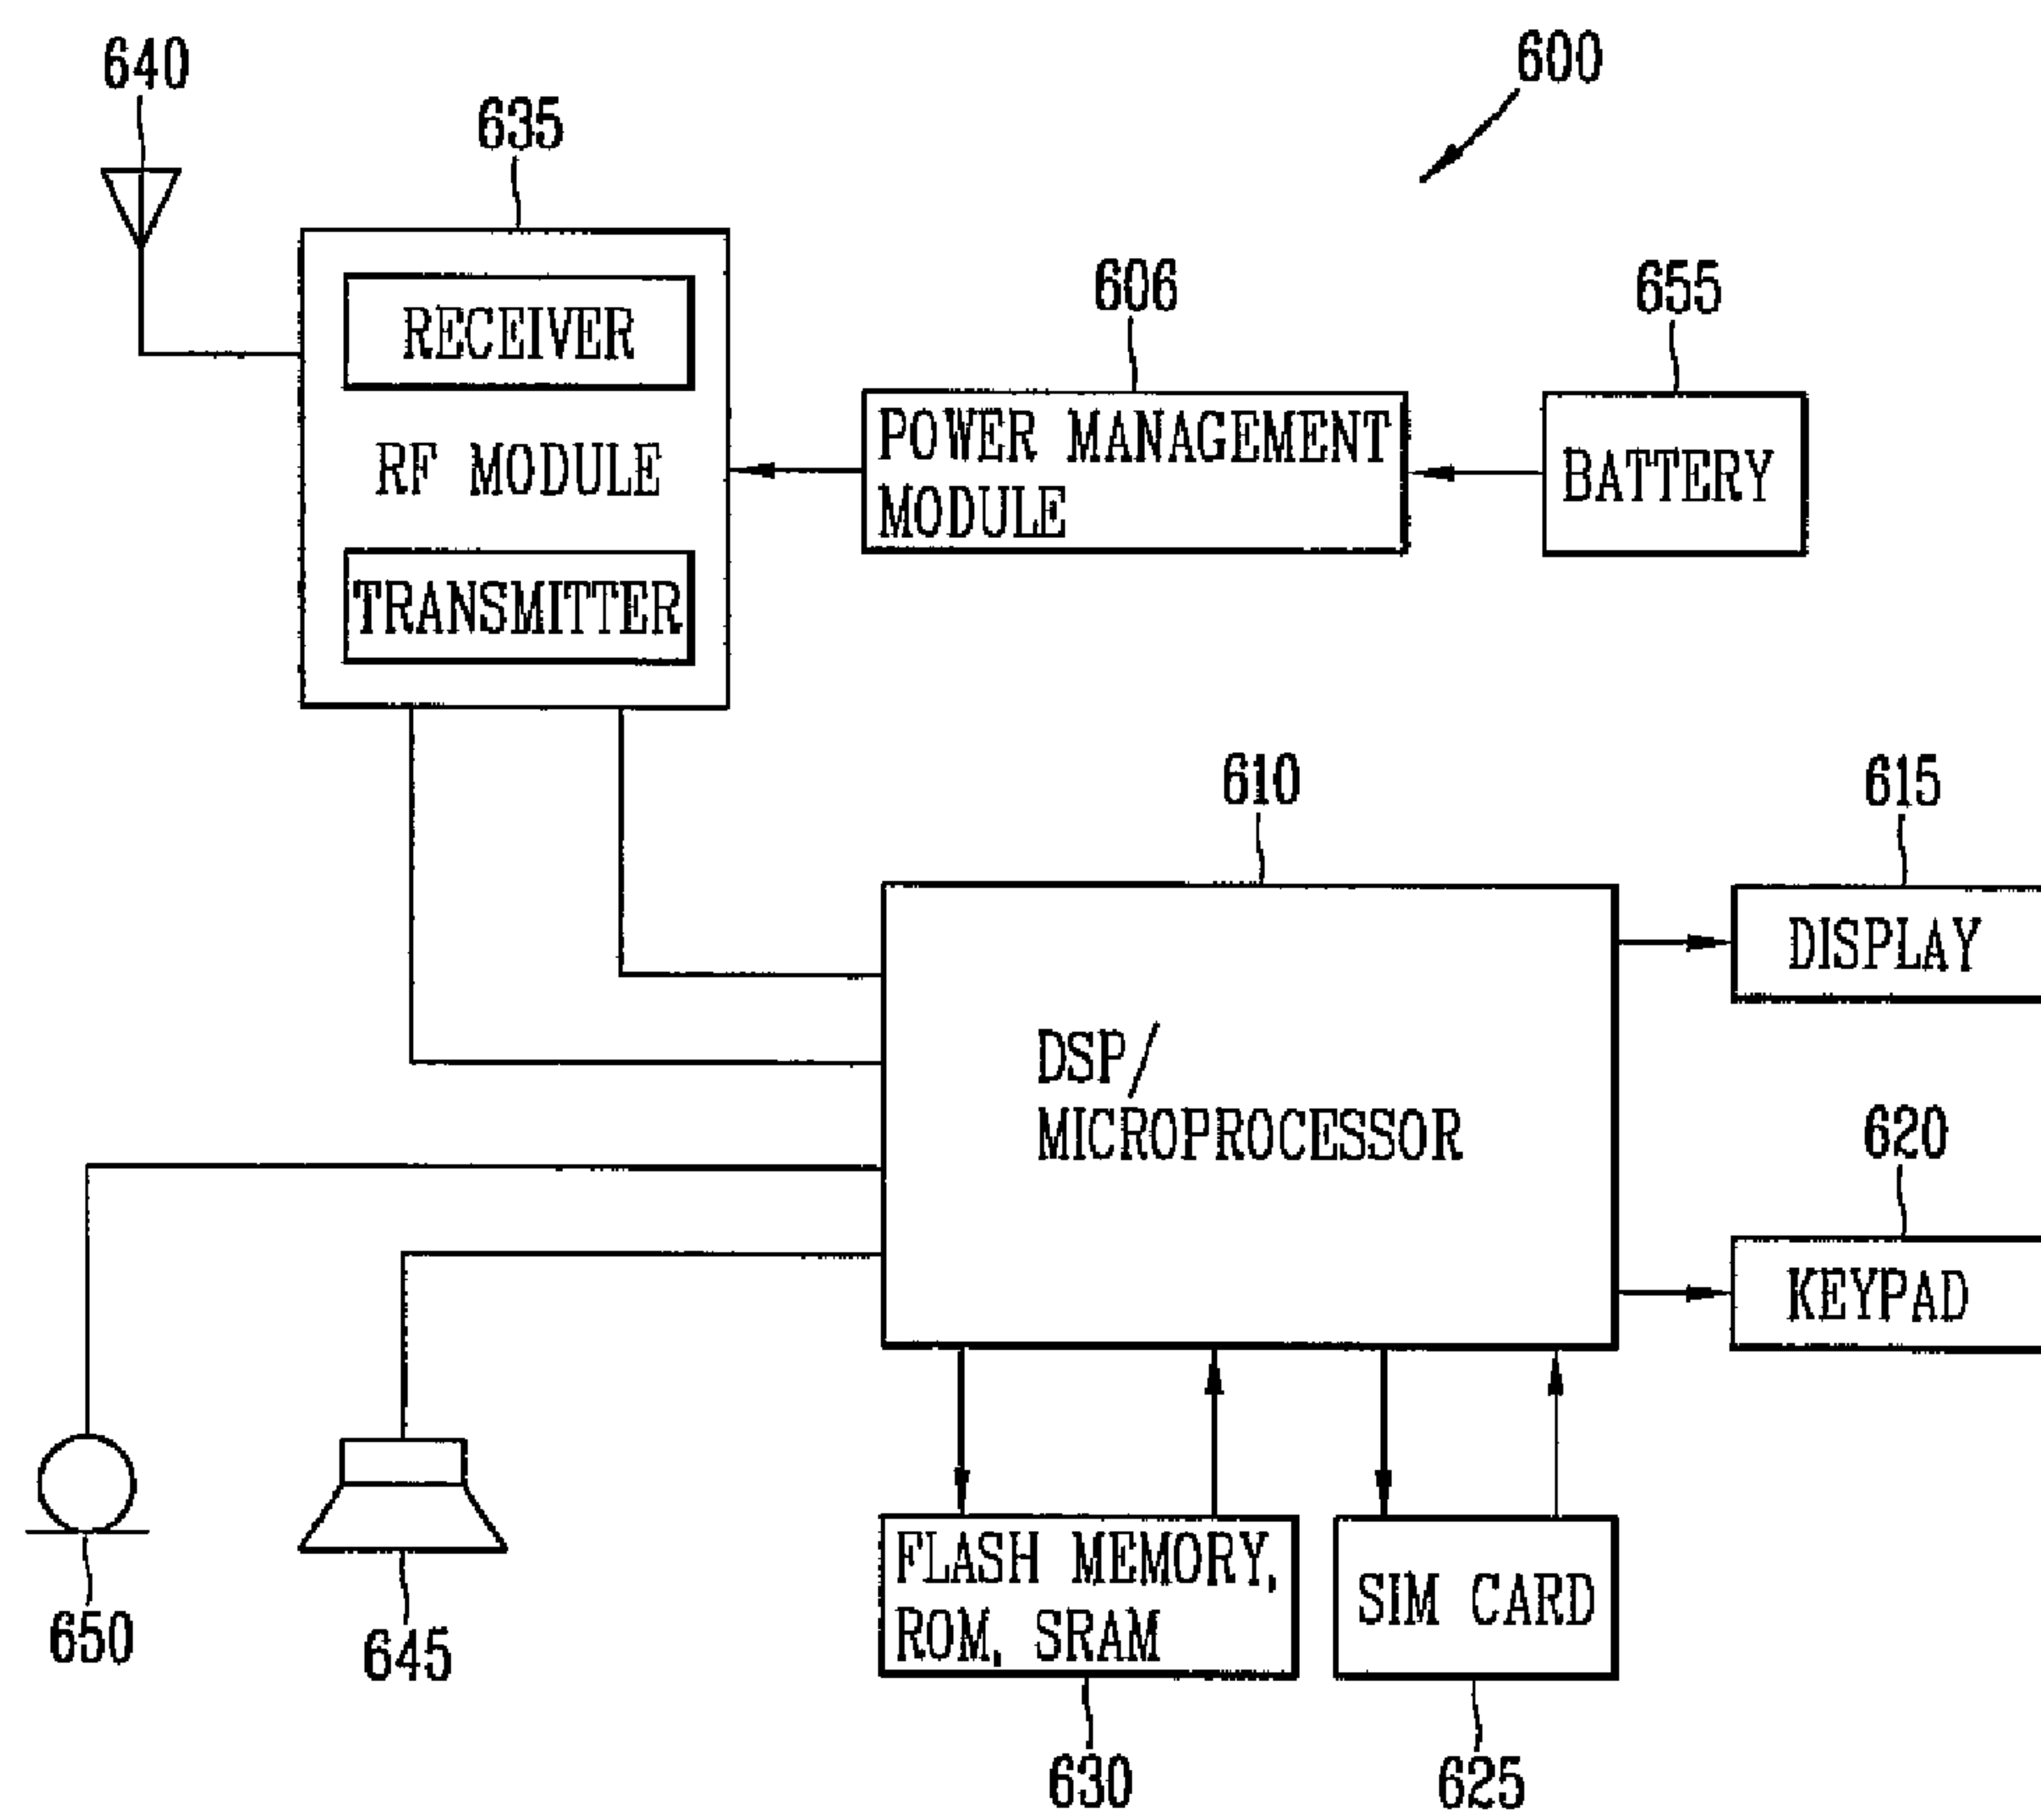 640
635
600
606
655
RECEIVER
RF MODULE
TRANSMITTER
POWER MANAGEMENT
MODULE
BATTERY
610
615
DISPLAY
DSP/
MICROPROCESSOR
620
KEYPAD
650
645
FLASH MEMORY,
ROM, SRAM
SIM CARD
630
625